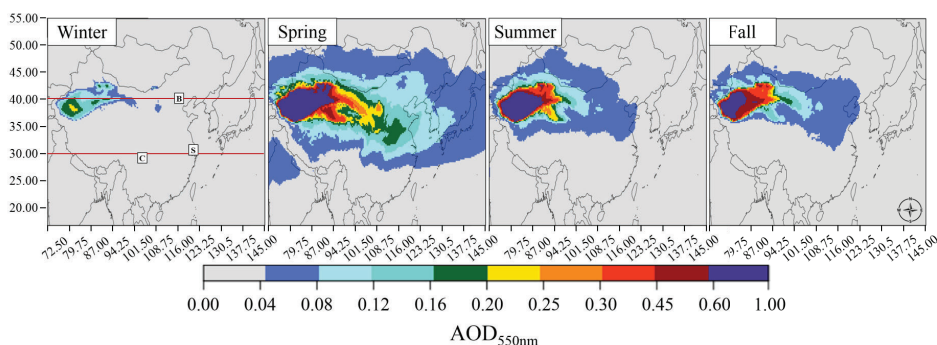 Winter
Spring
Summer
Fall
55.00
50.00
45.00
40.00
35.00
30.00
25.00
20.00
B
C
S
72.50 79.75 87.00 94.25 101.50 108.75 116.00 123.25 130.5 137.75 145.00
79.75 87.00 94.25 101.50 108.75 116.00 123.25 130.5 137.75 145.00
79.75 87.00 94.25 101.50 108.75 116.00 123.25 130.5 137.75 145.00
79.75 87.00 94.25 101.50 108.75 116.00 123.25 130.5 137.75 145.00
0.00 0.04 0.08 0.12 0.16 0.20 0.25 0.30 0.45 0.60 1.00
AOD550nm